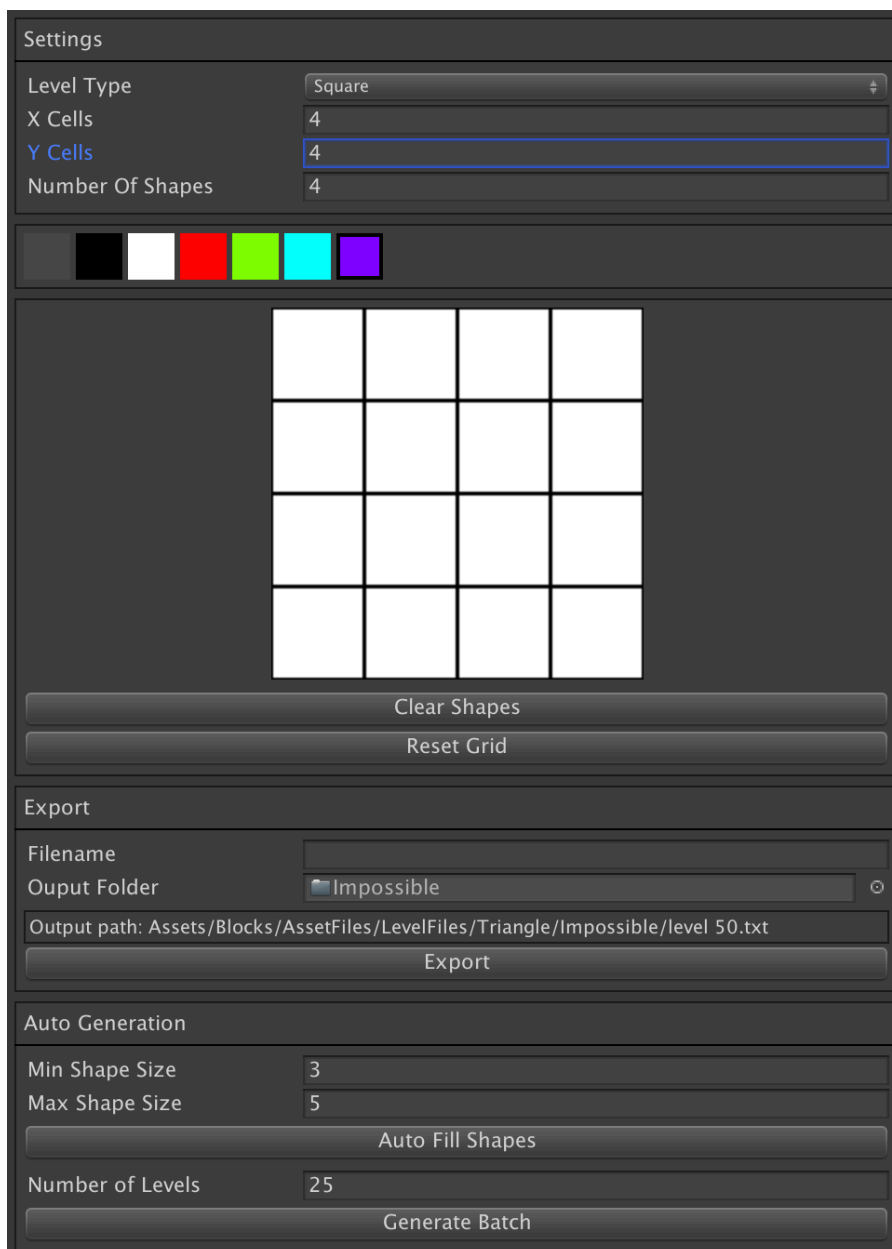 Settings
Level Type Square
X Cells 4
Y Cells 4
Number Of Shapes 4
Clear Shapes
Reset Grid
Export
Filename
Ouput Folder Impossible
Output path: Assets/Blocks/AssetFiles/LevelFiles/Triangle/Impossible/level 50.txt
Export
Auto Generation
Min Shape Size 3
Max Shape Size 5
Auto Fill Shapes
Number of Levels 25
Generate Batch